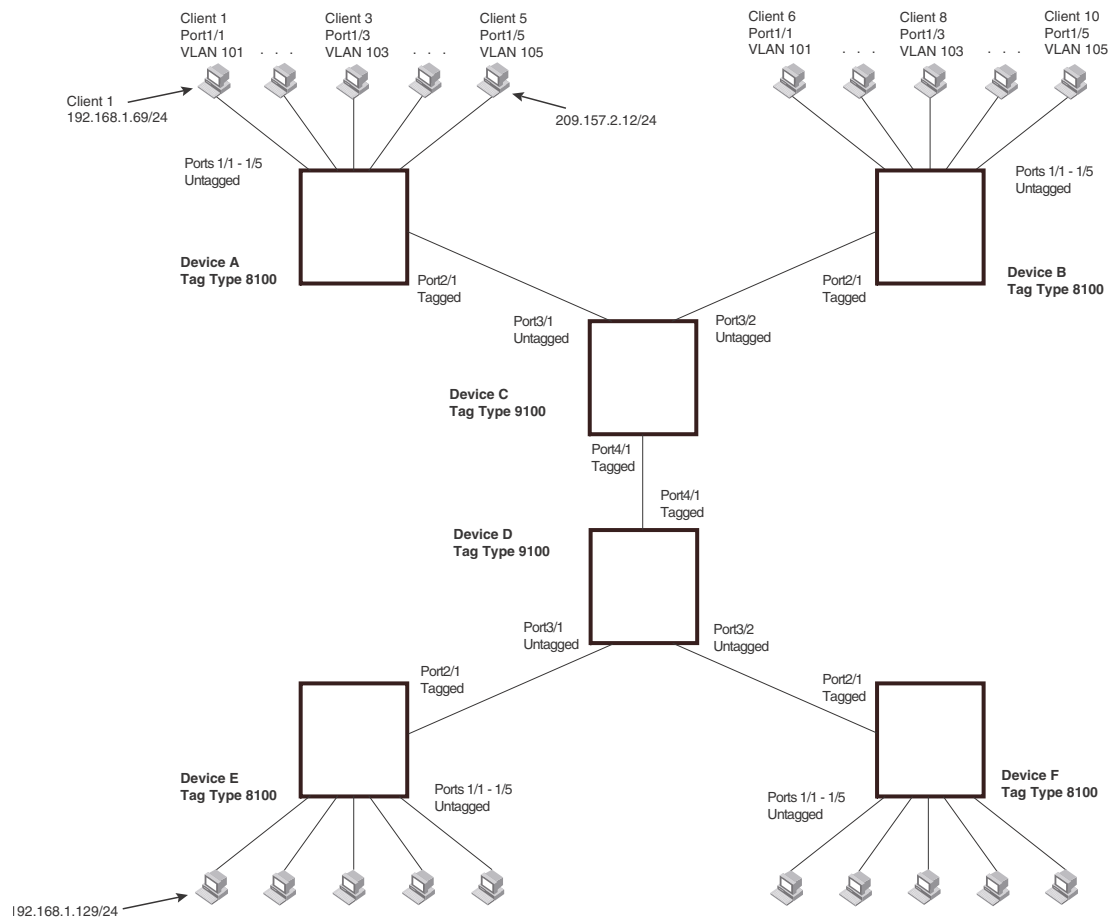 Client 1
Port1/1
VLAN 101
. . .
Client 3
Port1/3
VLAN 103
. . .
Client 5
Port1/5
VLAN 105
Client 6
Port1/1
VLAN 101
. . .
Client 8
Port1/3
VLAN 103
. . .
Client 10
Port1/5
VLAN 105
Client 1
192.168.1.69/24
209.157.2.12/24
Ports 1/1 - 1/5
Untagged
Ports 1/1 - 1/5
Untagged
Device A
Tag Type 8100
Port2/1
Tagged
Port2/1
Tagged
Device B
Tag Type 8100
Port3/1
Untagged
Port3/2
Untagged
Device C
Tag Type 9100
Port4/1
Tagged
Port4/1
Tagged
Device D
Tag Type 9100
Port3/1
Untagged
Port3/2
Untagged
Port2/1
Tagged
Port2/1
Tagged
Device E
Tag Type 8100
Ports 1/1 - 1/5
Untagged
Ports 1/1 - 1/5
Untagged
Device F
Tag Type 8100
192.168.1.129/24